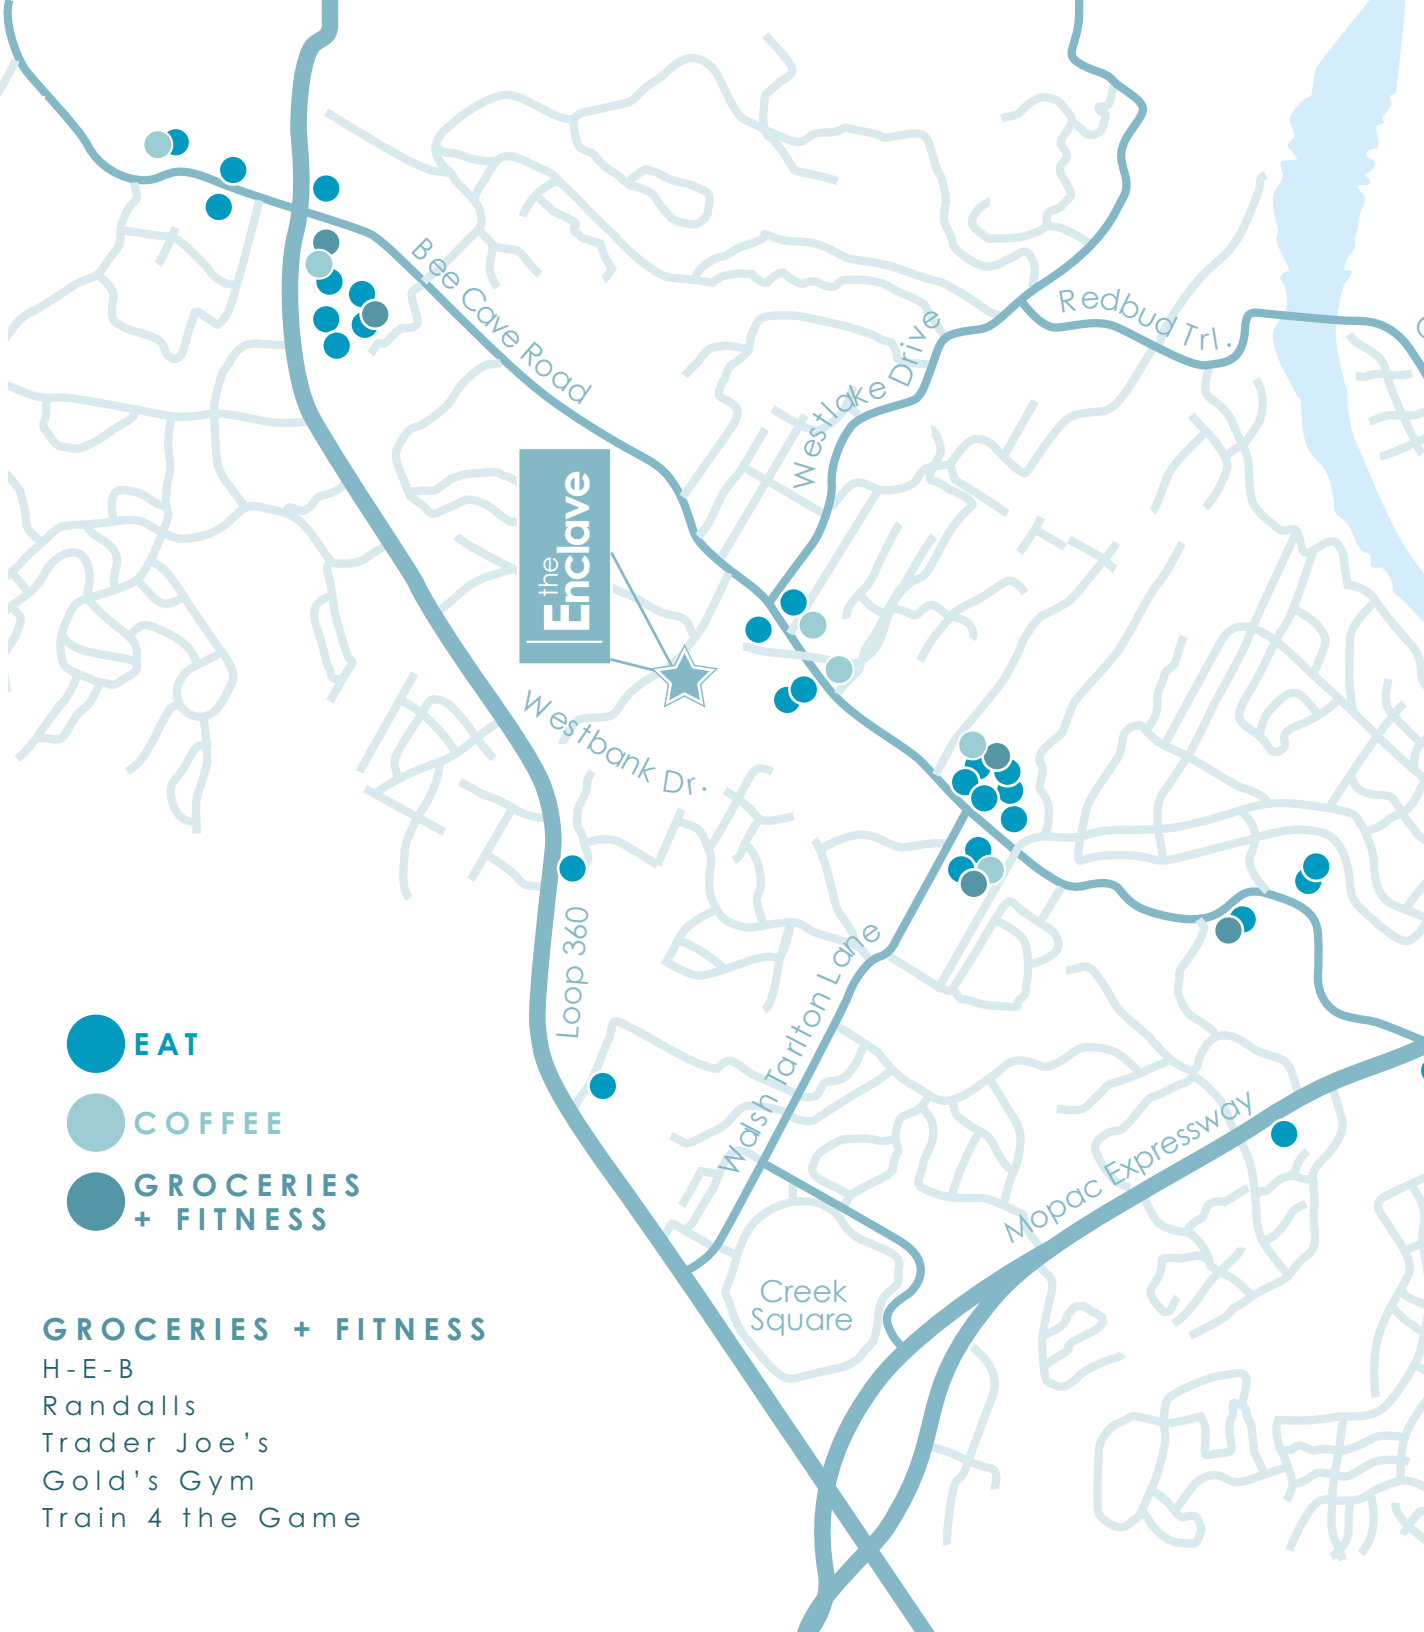 Bee Cave Road
Westlake Drive
Redbud Trl.
the
Enclave
Westbank Dr.
Loop 360
Walsh Tarlton Lane
Mopac Expressway
Creek
Square
EAT
COFFEE
GROCERIES
+ FITNESS
GROCERIES + FITNESS
H-E-B
Randalls
Trader Joe’s
Gold’s Gym
Train 4 the Game